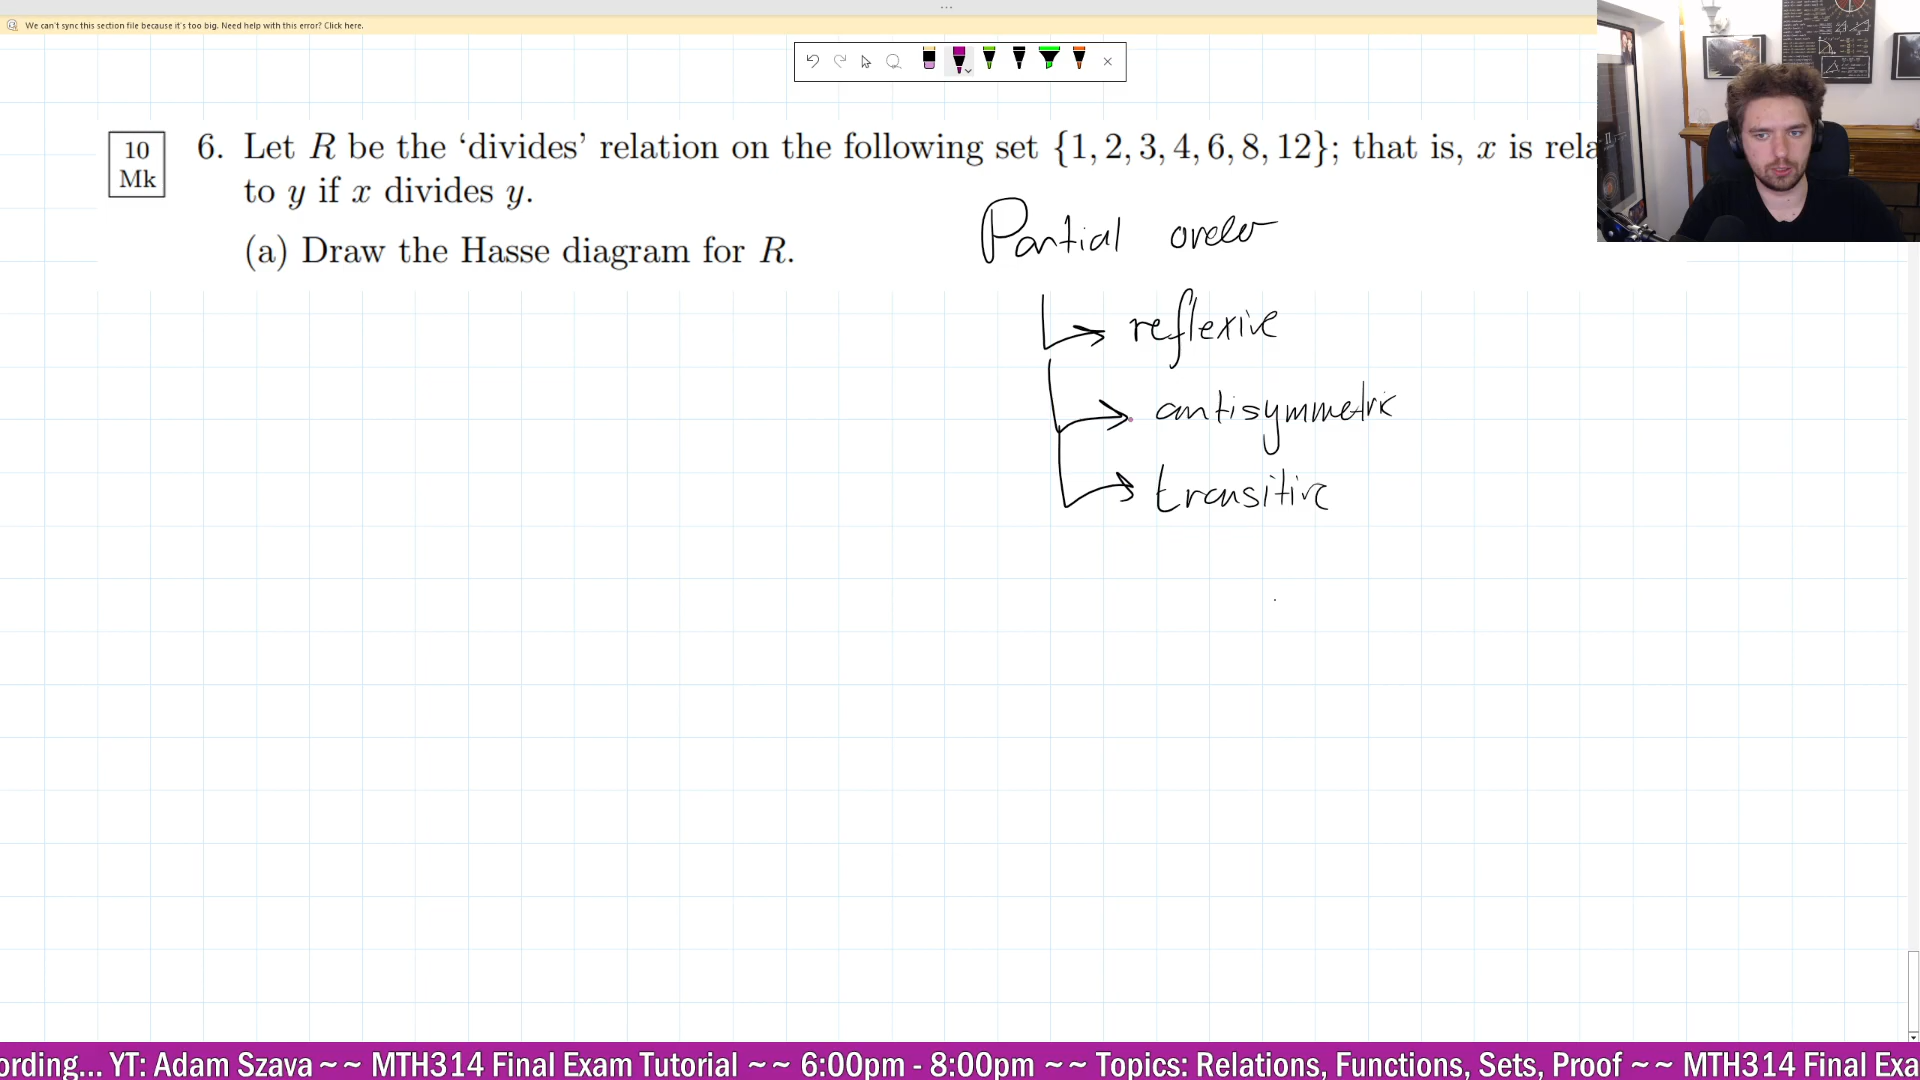 We can't sync this section file because it's too big. Need help with this error? Click here.
10
Mk
6. Let R be the ‘divides’ relation on the following set {1, 2, 3, 4, 6, 8, 12}; that is, x is rela
to y if x divides y.
(a) Draw the Hasse diagram for R.
Partial order
reflexive
antisymmetric
transitive
ording... YT: Adam Szava ~~ MTH314 Final Exam Tutorial ~~ 6:00pm - 8:00pm ~~ Topics: Relations, Functions, Sets, Proof ~~ MTH314 Final Exa